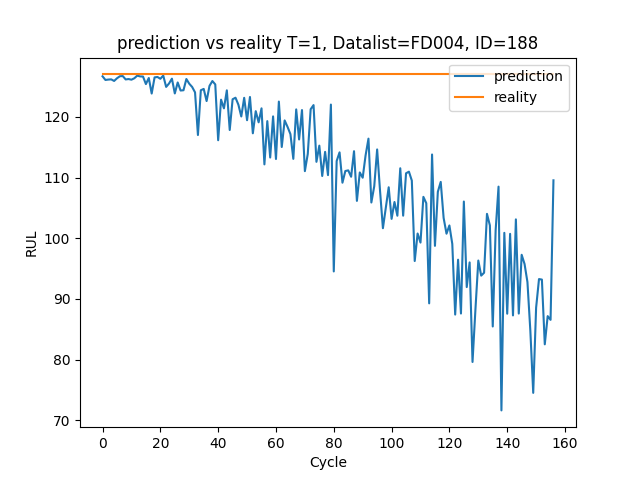 prediction vs reality T=1, Datalist=FD004, ID=188
prediction
reality
RUL
120
110
100
90
80
70
0 20 40 60 80 100 120 140 160
Cycle